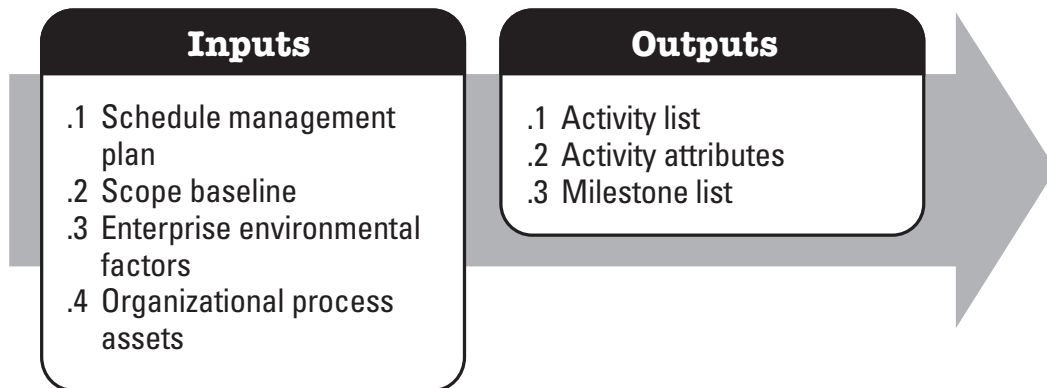 Inputs
.1 Schedule management
plan
.2 Scope baseline
.3 Enterprise environmental
factors
.4 Organizational process
assets
Outputs
.1 Activity list
.2 Activity attributes
.3 Milestone list